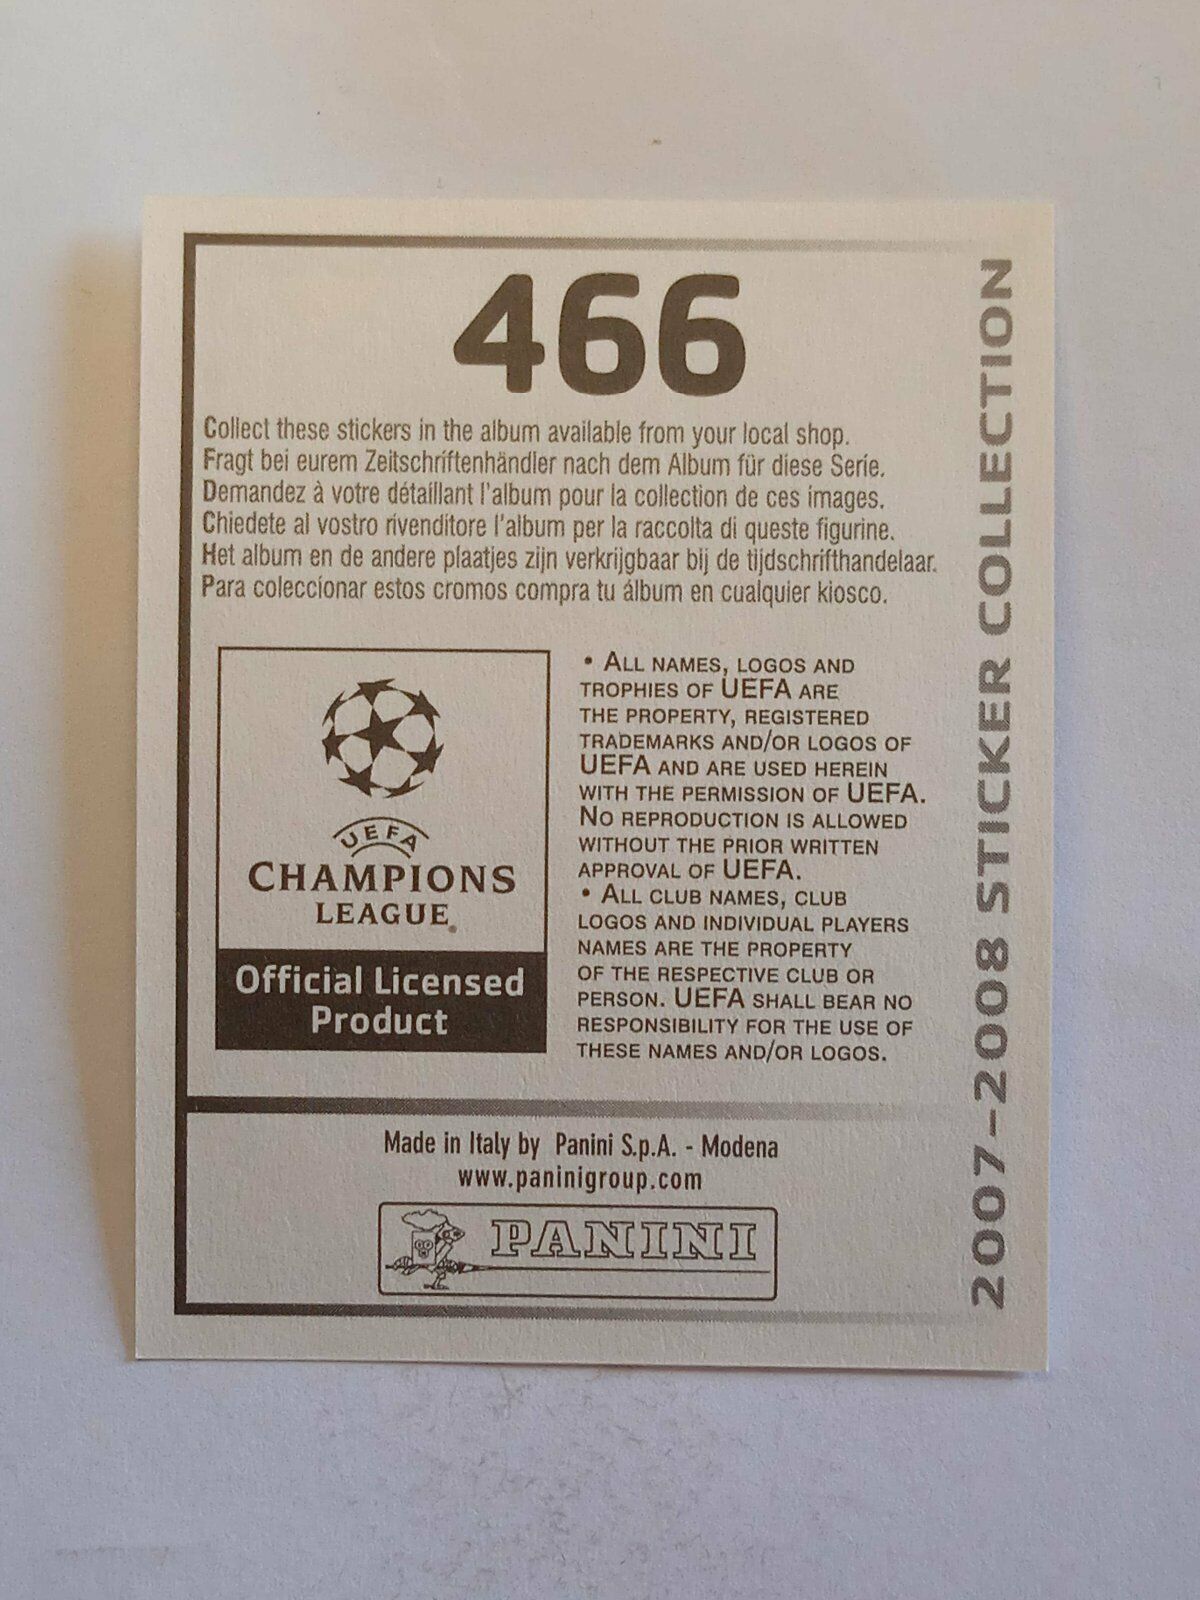 466
Collect these stickers in the album available from your local shop.
Fragt bei eurem Zeitschriftenhändler nach dem Album für diese Serie.
Demandez à votre détaillant l'album pour la collection de ces images.
Chiedete al vostro rivenditore l'album per la raccolta di queste figurine.
Het album en de andere plaatjes zijn verkrijgbaar bij de tijdschrifthandelaar.
Para coleccionar estos cromos compra tu álbum en cualquier kiosco.
UEFA
CHAMPIONS
LEAGUE
Official Licensed
Product
• ALL NAMES, LOGOS AND
TROPHIES OF UEFA ARE
THE PROPERTY, REGISTERED
TRADEMARKS AND/OR LOGOS OF
UEFA AND ARE USED HEREIN
WITH THE PERMISSION OF UEFA.
NO REPRODUCTION IS ALLOWED
WITHOUT THE PRIOR WRITTEN
APPROVAL OF UEFA.
• ALL CLUB NAMES, CLUB
LOGOS AND INDIVIDUAL PLAYERS
NAMES ARE THE PROPERTY
OF THE RESPECTIVE CLUB OR
PERSON. UEFA SHALL BEAR NO
RESPONSIBILITY FOR THE USE OF
THESE NAMES AND/OR LOGOS.
Made in Italy by Panini S.p.A. - Modena
www.paninigroup.com
PANINI
2007-2008 STICKER COLLECTION